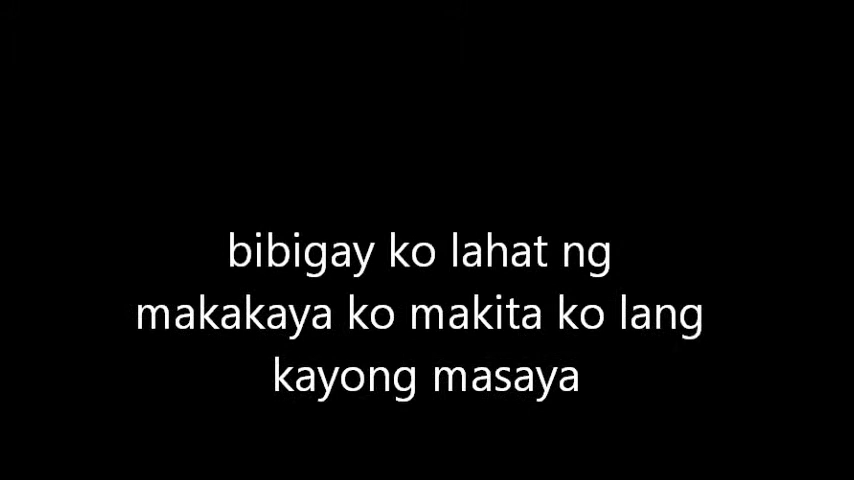 bibigay ko lahat ng
makakaya ko makita ko lang
kayong masaya